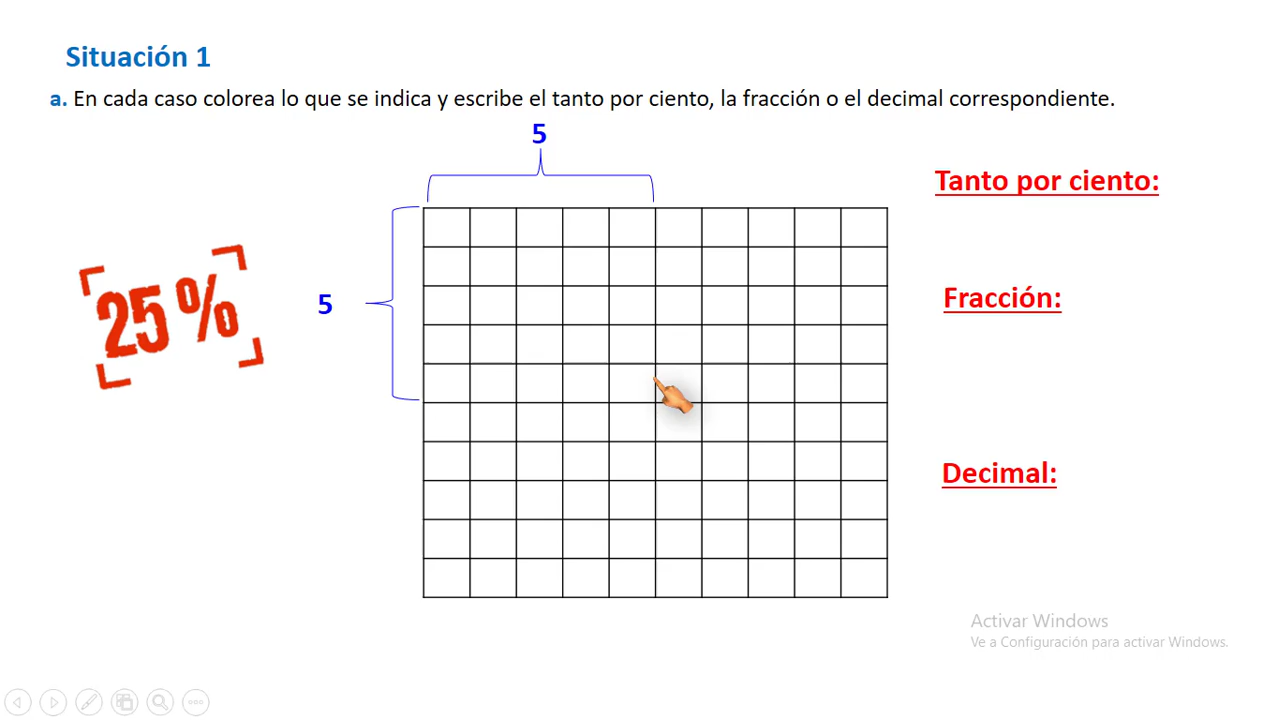 Situación 1
a. En cada caso colorea lo que se indica y escribe el tanto por ciento, la fracción o el decimal correspondiente.
5
Tanto por ciento:
25%
5
Fracción:
Decimal:
Activar Windows
Ve a Configuración para activar Windows.